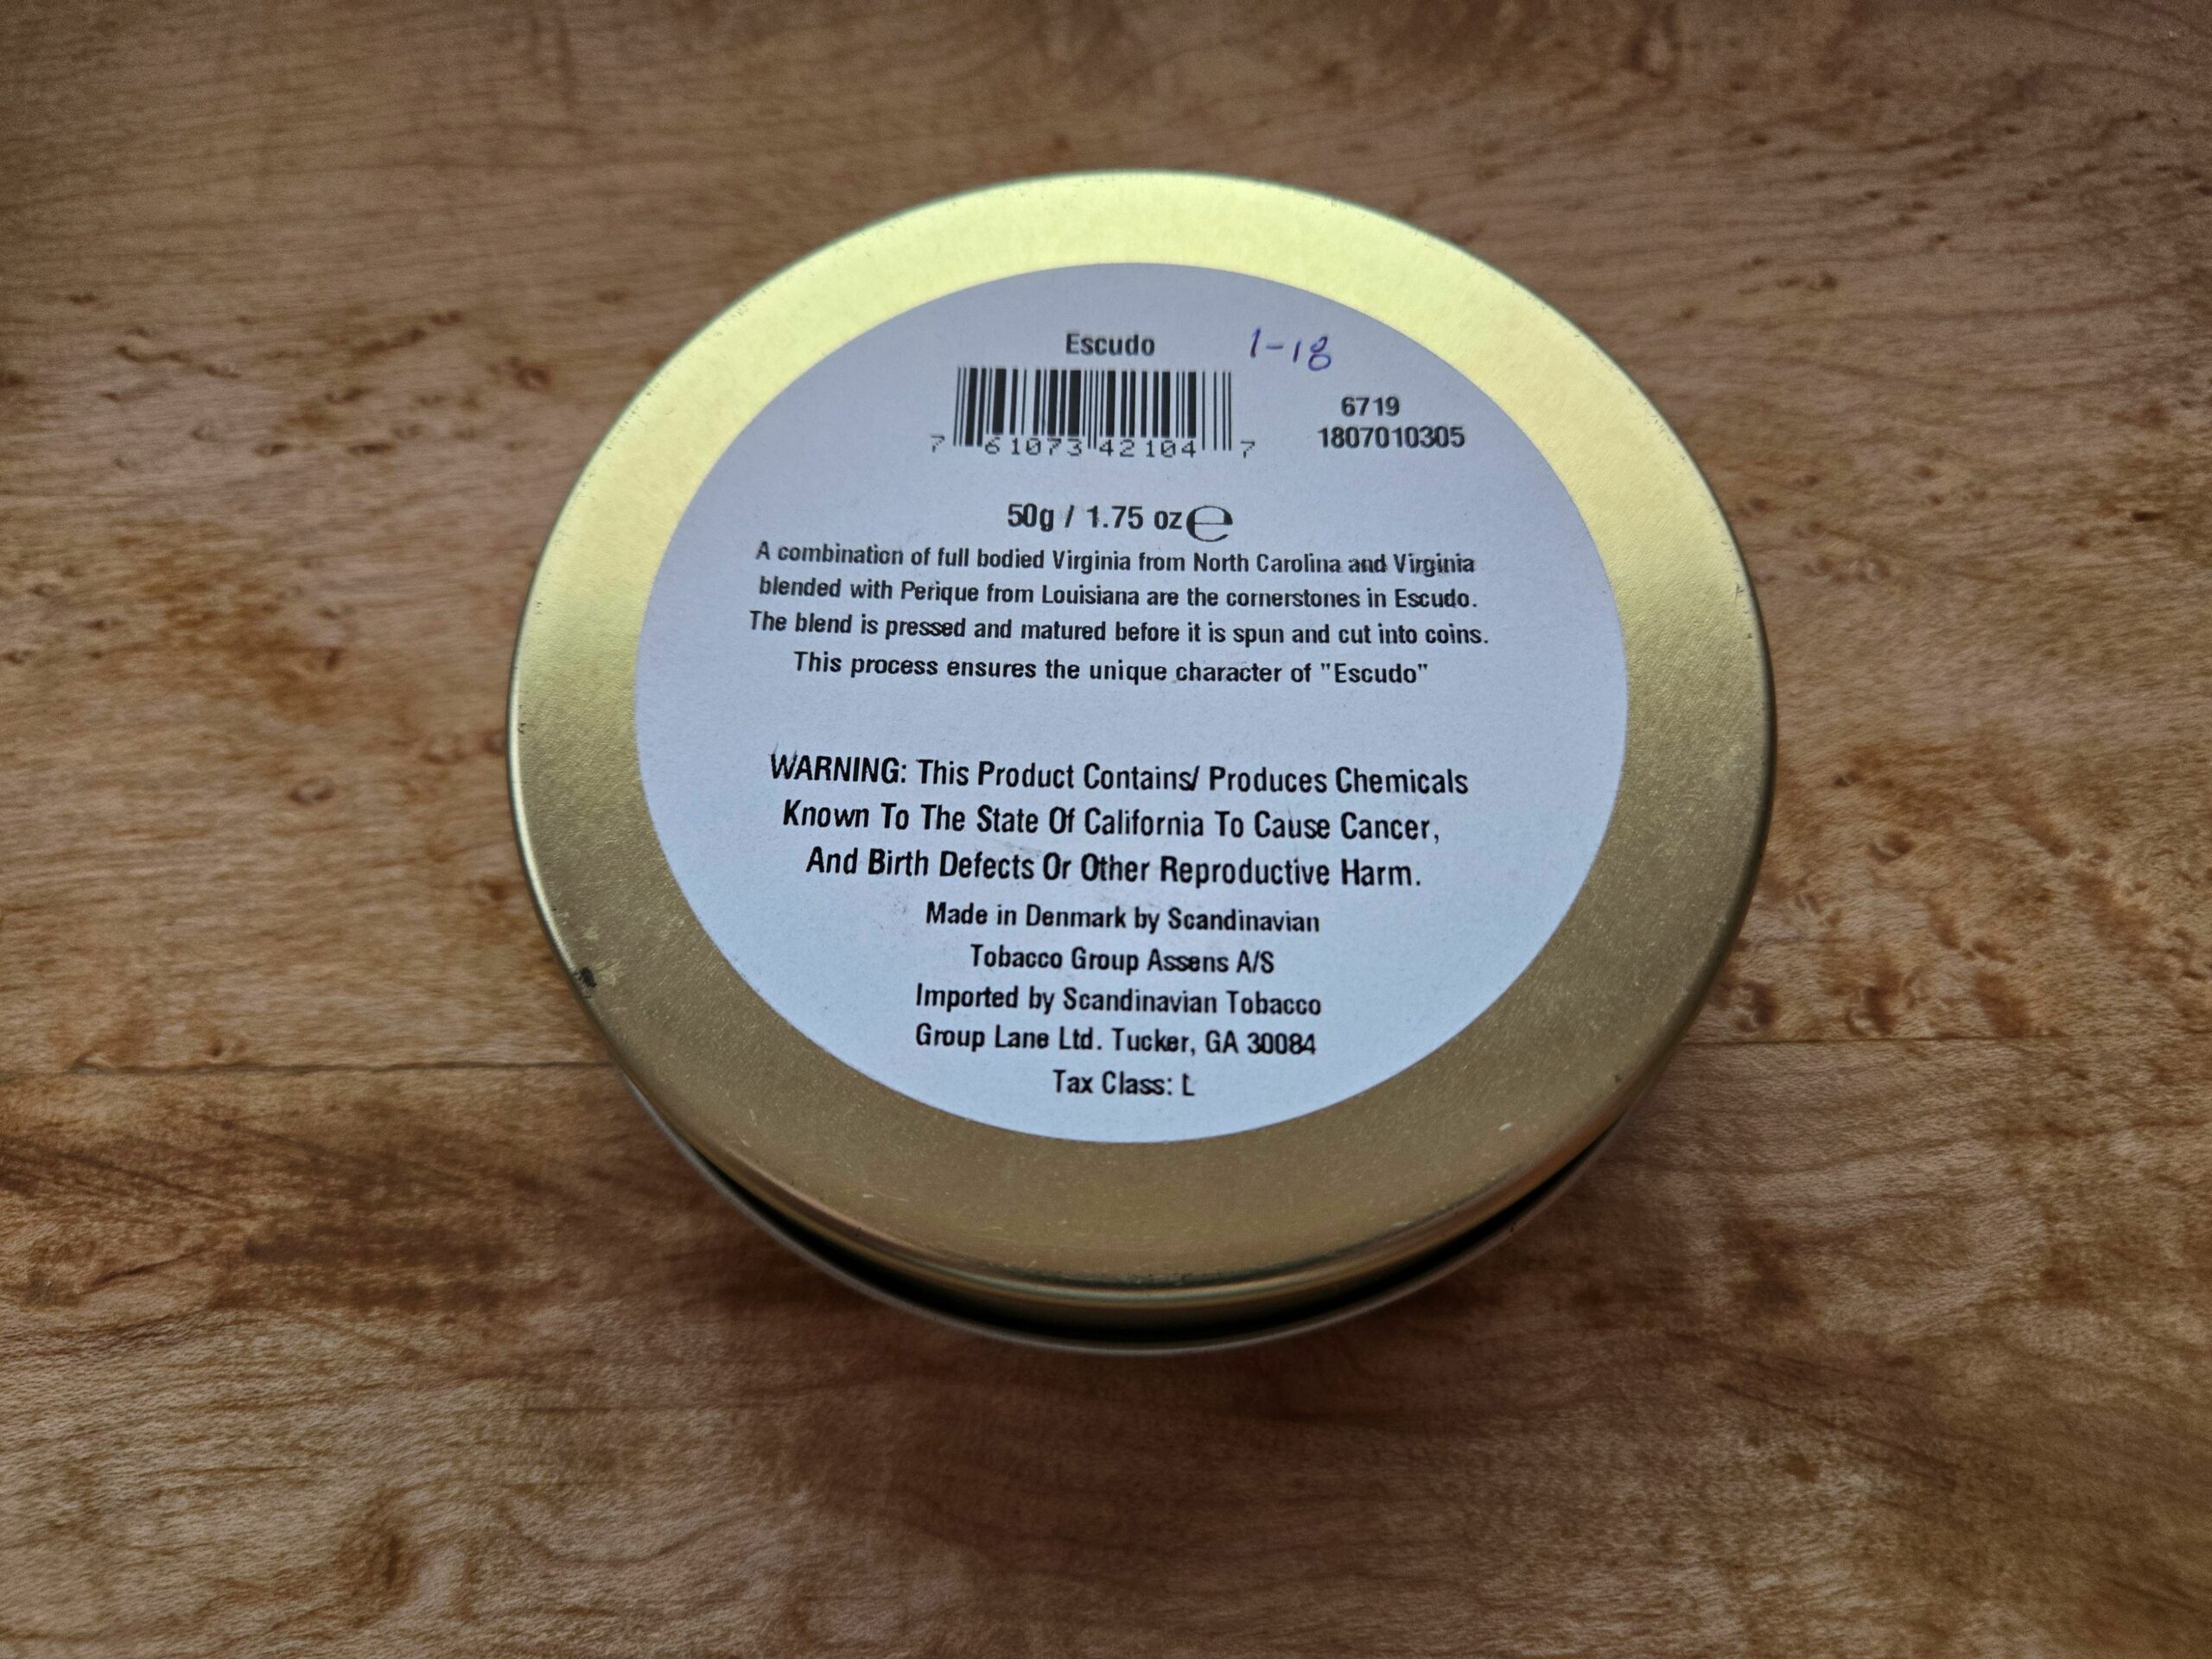 Escudo 1-18
7 61073 42104 7
6719
1807010305
50g / 1.75 oz ℮
A combination of full bodied Virginia from North Carolina and Virginia
blended with Perique from Louisiana are the cornerstones in Escudo.
The blend is pressed and matured before it is spun and cut into coins.
This process ensures the unique character of "Escudo"
WARNING: This Product Contains/ Produces Chemicals
Known To The State Of California To Cause Cancer,
And Birth Defects Or Other Reproductive Harm.
Made in Denmark by Scandinavian
Tobacco Group Assens A/S
Imported by Scandinavian Tobacco
Group Lane Ltd. Tucker, GA 30084
Tax Class: L